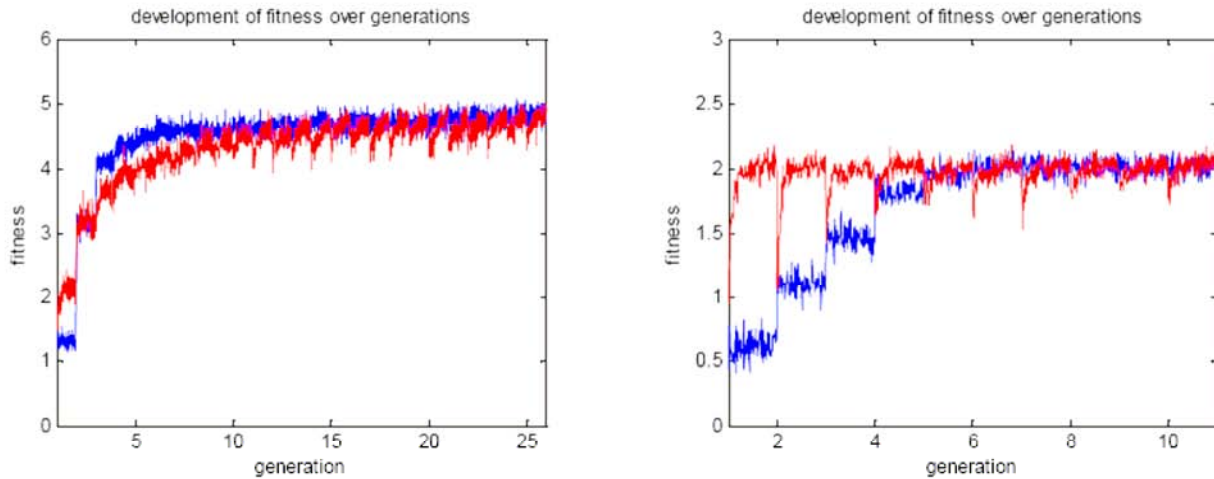 development of fitness over generations
6
5
4
3
2
1
0
fitness
5 10 15 20 25
generation
development of fitness over generations
3
2.5
2
1.5
1
0.5
0
fitness
2 4 6 8 10
generation